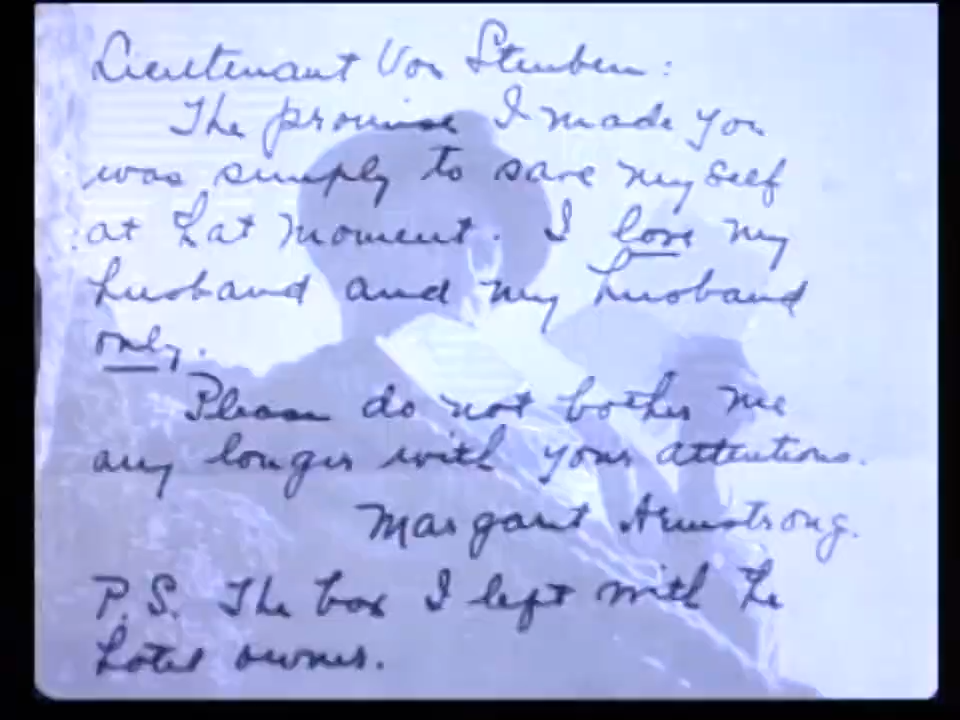 Lieutenant Von Steuben:
The promise I made you
was simply to save myself
at that moment. I love my
husband and my husband
only.
Please do not bother me
any longer with your attentions.
Margaret Armstrong.
P.S. The box I left with the
hotel owner.